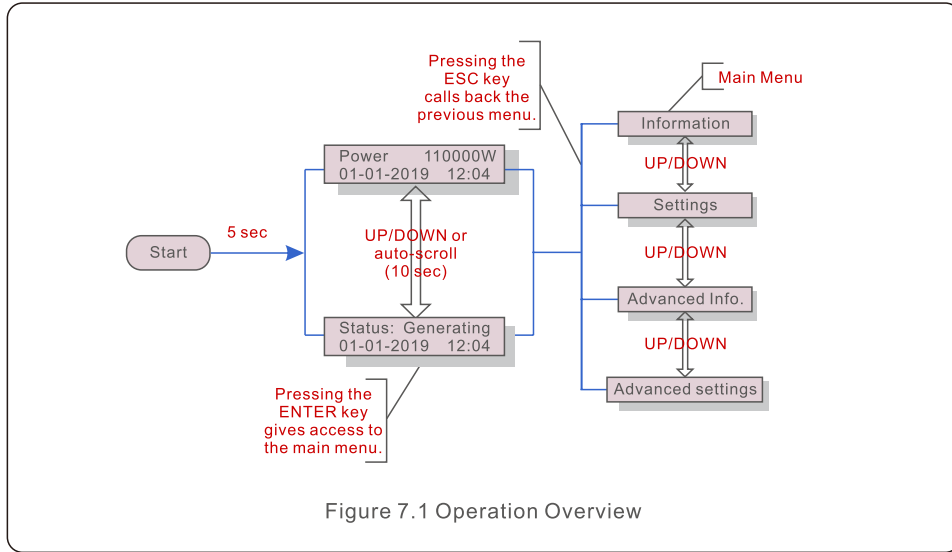 Pressing the
ESC key
calls back the
previous menu.
Main Menu
Information
UP/DOWN
Power 110000W
01-01-2019 12:04
Settings
5 sec
Start
UP/DOWN or
auto-scroll
(10 sec)
UP/DOWN
Advanced Info.
Status: Generating
01-01-2019 12:04
UP/DOWN
Advanced settings
Pressing the
ENTER key
gives access to
the main menu.
Figure 7.1 Operation Overview